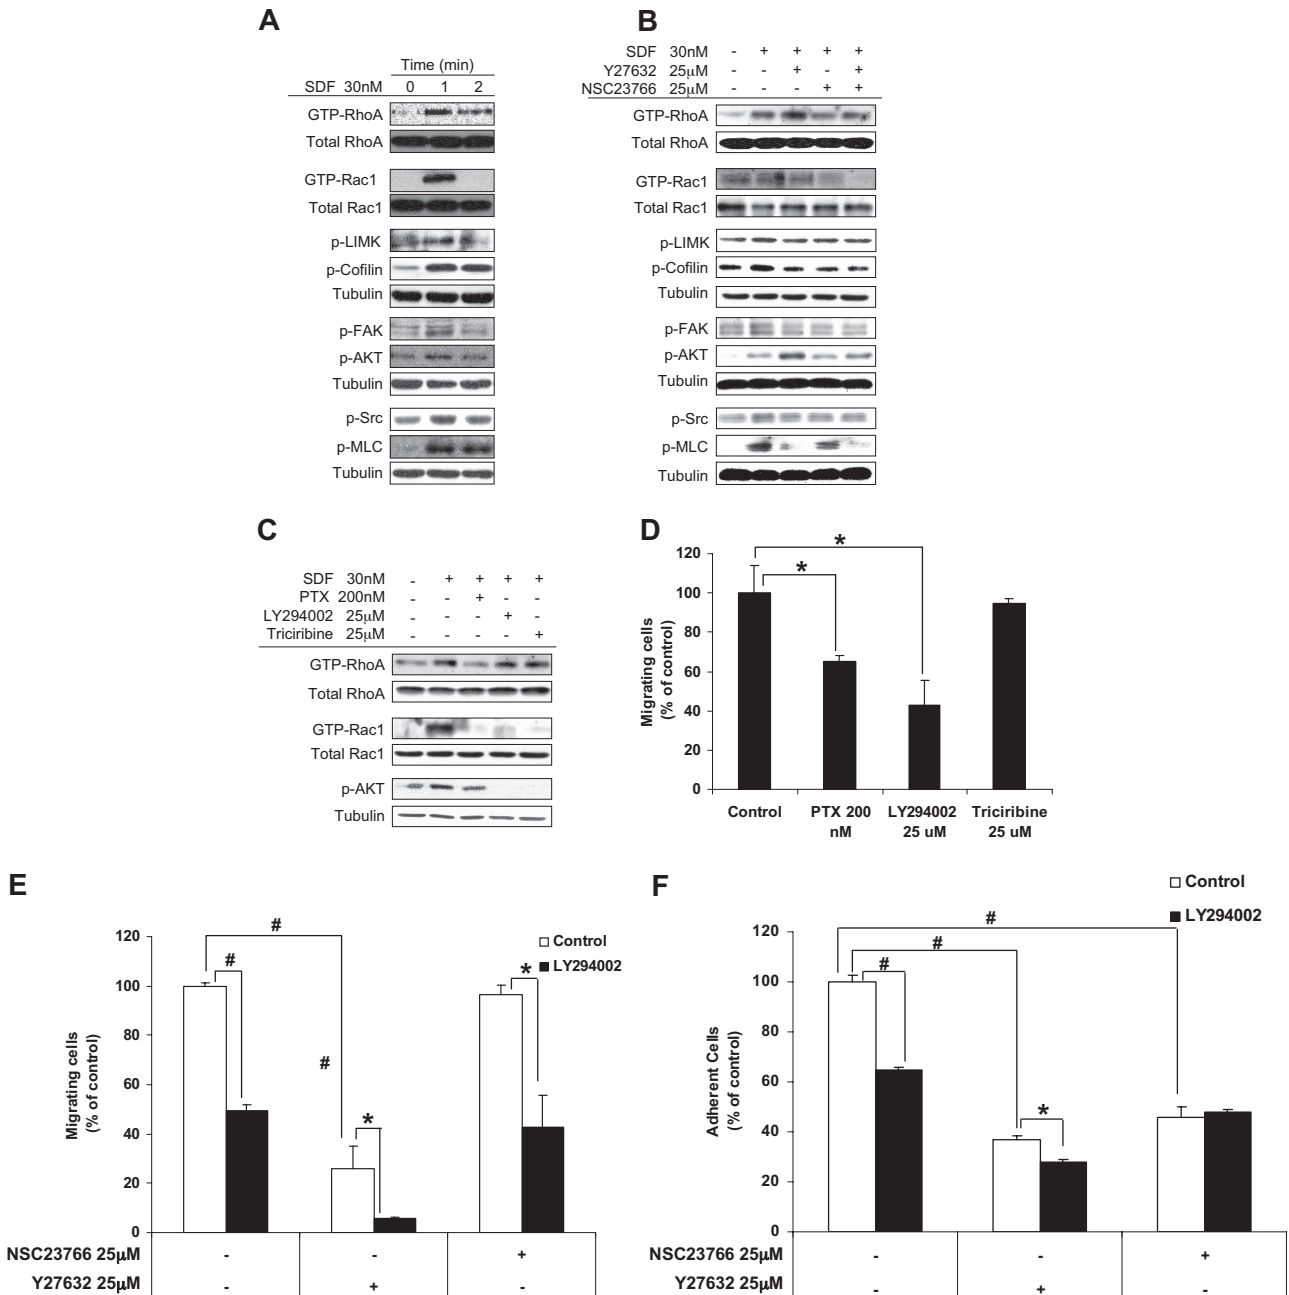 A
Time (min)
SDF 30nM 0 1 2
GTP-RhoA
Total RhoA
GTP-Rac1
Total Rac1
p-LIMK
p-Cofilin
Tubulin
p-FAK
p-AKT
Tubulin
p-Src
p-MLC
Tubulin
B
SDF 30nM - + + + +
Y27632 25μM - - + - +
NSC23766 25μM - - - + +
GTP-RhoA
Total RhoA
GTP-Rac1
Total Rac1
p-LIMK
p-Cofilin
Tubulin
p-FAK
p-AKT
Tubulin
p-Src
p-MLC
Tubulin
C
SDF 30nM - + + + +
PTX 200nM - - + - -
LY294002 25μM - - - + -
Triciribine 25μM - - - - +
GTP-RhoA
Total RhoA
GTP-Rac1
Total Rac1
p-AKT
Tubulin
D
Migrating cells
(% of control)
120
100
80
60
40
20
0
*
*
Control PTX 200 LY294002 Triciribine
nM 25 uM 25 uM
E
Migrating cells
(% of control)
120
100
80
60
40
20
0
#
#
#
*
*
Control
LY294002
NSC23766 25μM - - +
Y27632 25μM - + -
F
Adherent Cells
(% of control)
120
100
80
60
40
20
0
#
#
#
*
Control
LY294002
NSC23766 25μM - - +
Y27632 25μM - + -